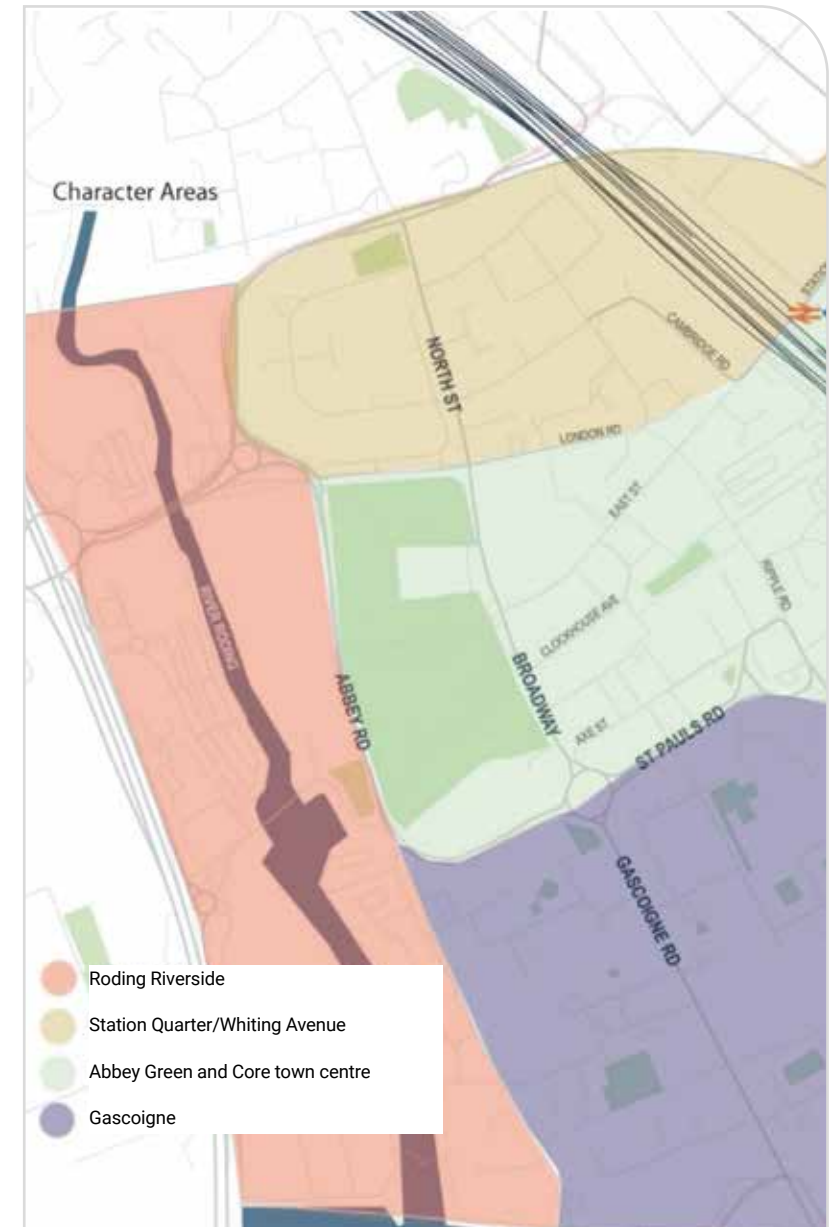 Character Areas
NORTH ST
CAMBRIDGE RD
LONDON RD
EAST ST
RIPPLE RD
RIVER RODING
CLOCKHOUSE AVE
BROADWAY
ABBEY RD
AXE ST
ST PAULS RD
GASCOIGNE RD
Roding Riverside
Station Quarter/Whiting Avenue
Abbey Green and Core town centre
Gascoigne